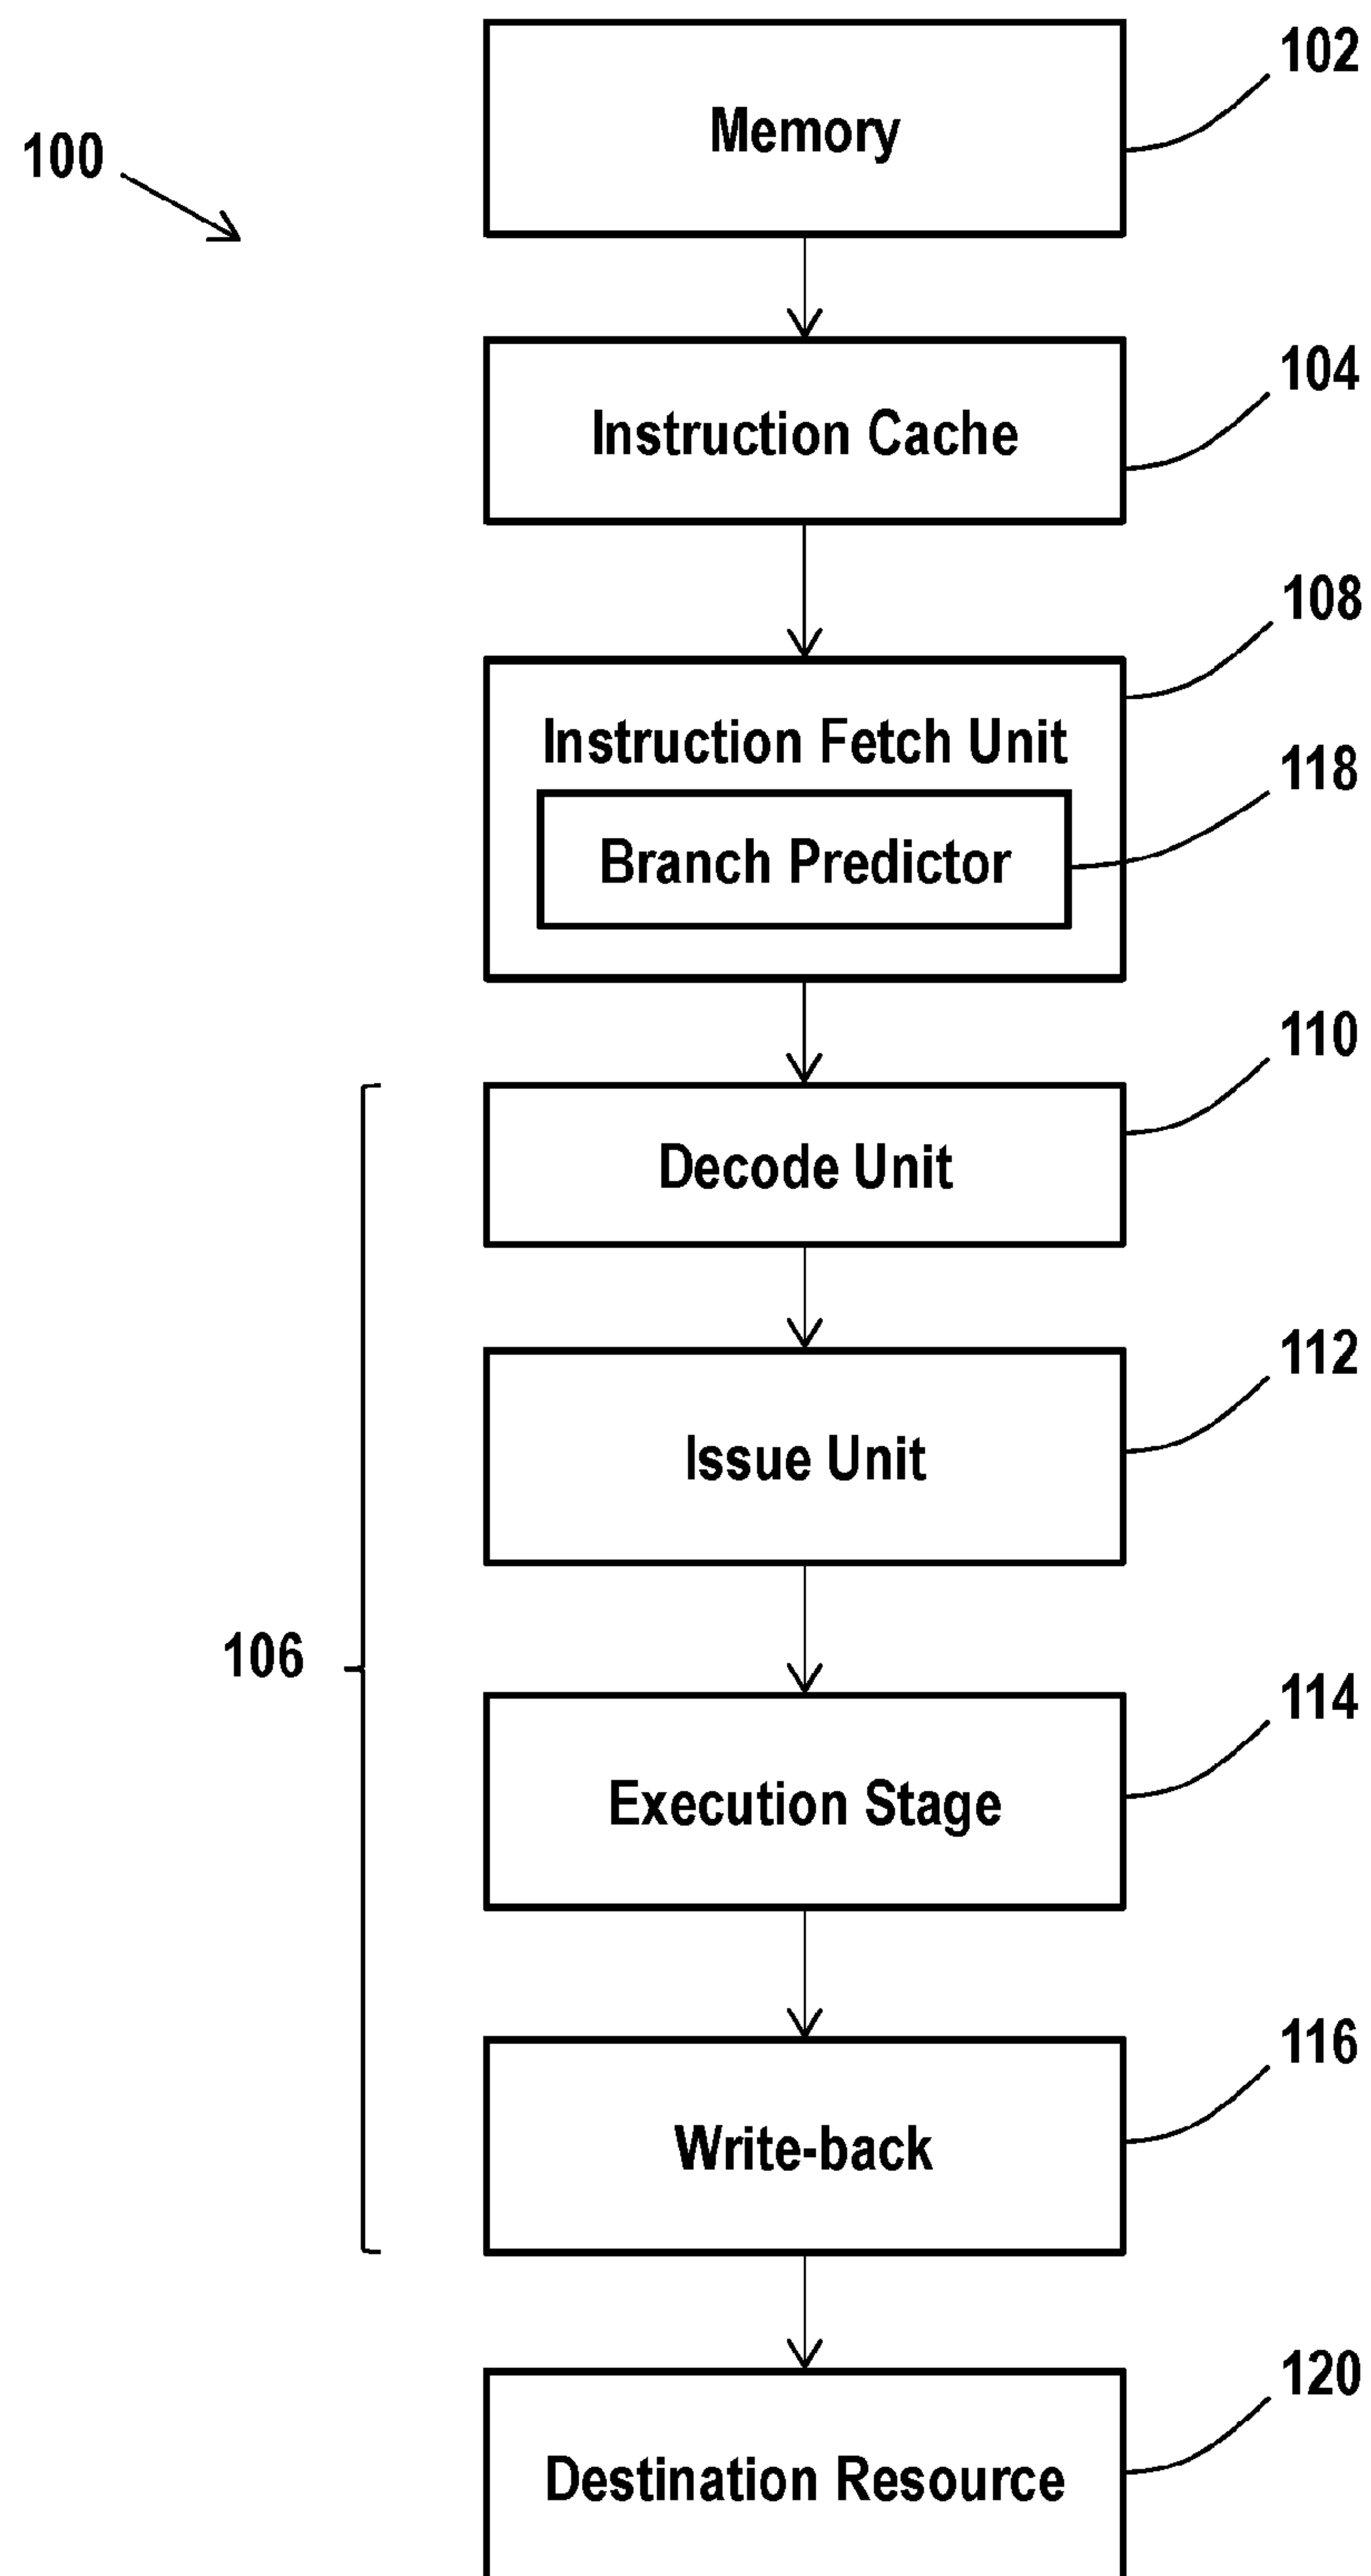 102
Memory
100
104
Instruction Cache
108
Instruction Fetch Unit
118
Branch Predictor
110
Decode Unit
112
Issue Unit
106
114
Execution Stage
116
Write-back
120
Destination Resource